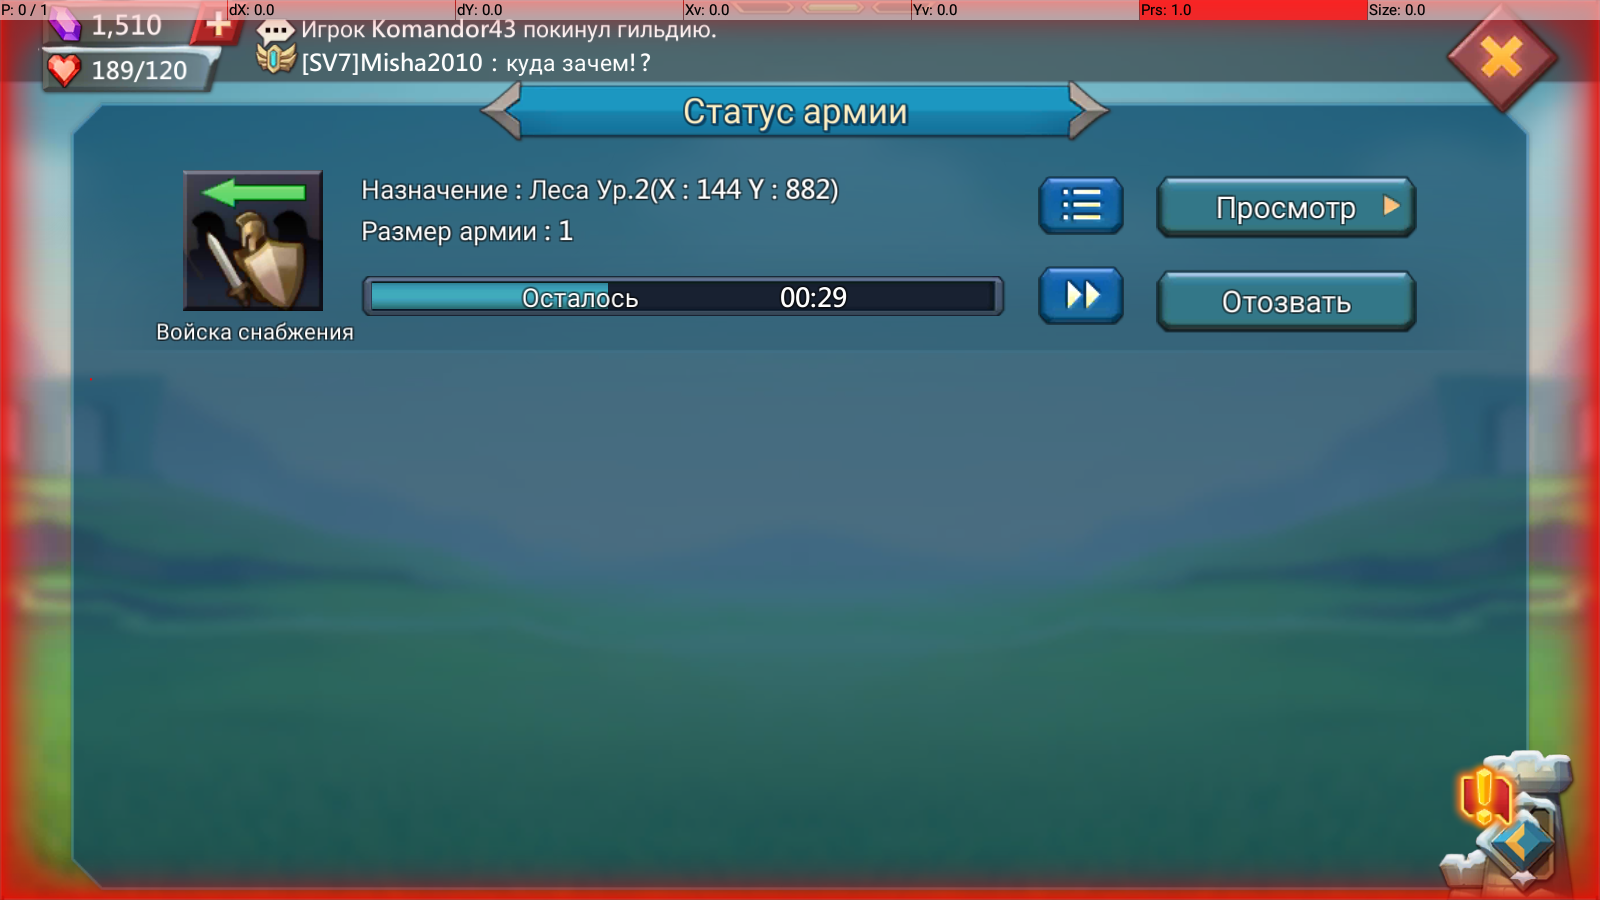 P: 0 / 1 dX: 0.0 dY: 0.0 Xv: 0.0 Yv: 0.0 Prs: 1.0 Size: 0.0
1,510
Игрок Komandor43 покинул гильдию.
189/120
[SV7]Misha2010 : куда зачем!?
Статус армии
Назначение : Леса Ур.2(X : 144 Y : 882)
Размер армии : 1
Просмотр
Осталось 00:29
Отозвать
Войска снабжения